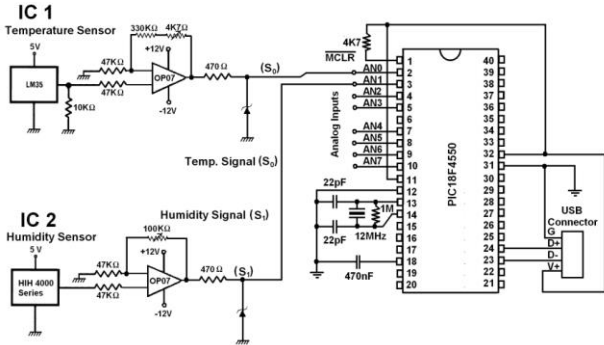 IC 1
Temperature Sensor
5V
LM35
10KΩ
47KΩ
47KΩ
330KΩ
4K7Ω
+12V
OP07
-12V
470Ω
(S₀)
Temp. Signal (S₀)
IC 2
Humidity Sensor
5 V
HIH 4000
Series
47KΩ
47KΩ
100KΩ
+12V
OP07
-12V
470Ω
(S₁)
Humidity Signal (S₁)
4K7
MCLR
AN0
AN1
AN2
AN3
AN4
AN5
AN6
AN7
Analog Inputs
22pF
22pF
1M
12MHz
470nF
PIC18F4550
1
2
3
4
5
6
7
8
9
10
11
12
13
14
15
16
17
18
19
20
40
39
38
37
36
35
34
33
32
31
30
29
28
27
26
25
24
23
22
21
USB
Connector
G
D+
D-
V+